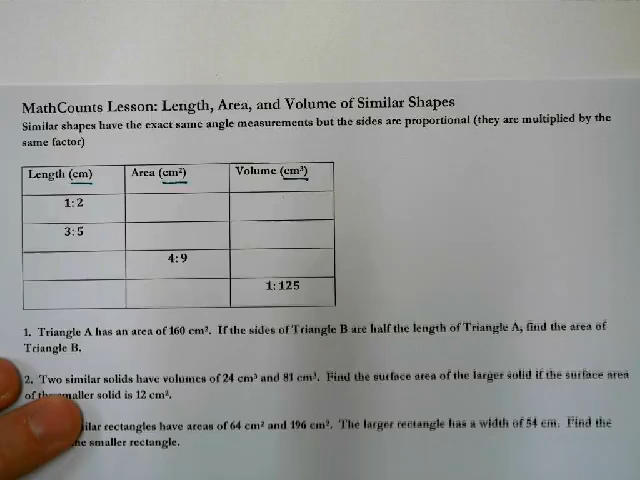 MathCounts Lesson: Length, Area, and Volume of Similar Shapes
Similar shapes have the exact same angle measurements but the sides are proportional (they are multiplied by the
same factor)
Length (cm) Area (cm²) Volume (cm³)
1:2
3:5
4:9
1:125
1. Triangle A has an area of 160 cm². If the sides of Triangle B are half the length of Triangle A, find the area of
Triangle B.
2. Two similar solids have volumes of 24 cm³ and 81 cm³. Find the surface area of the larger solid if the surface area
of the smaller solid is 12 cm².
ilar rectangles have areas of 64 cm² and 196 cm². The larger rectangle has a width of 54 cm. Find the
he smaller rectangle.